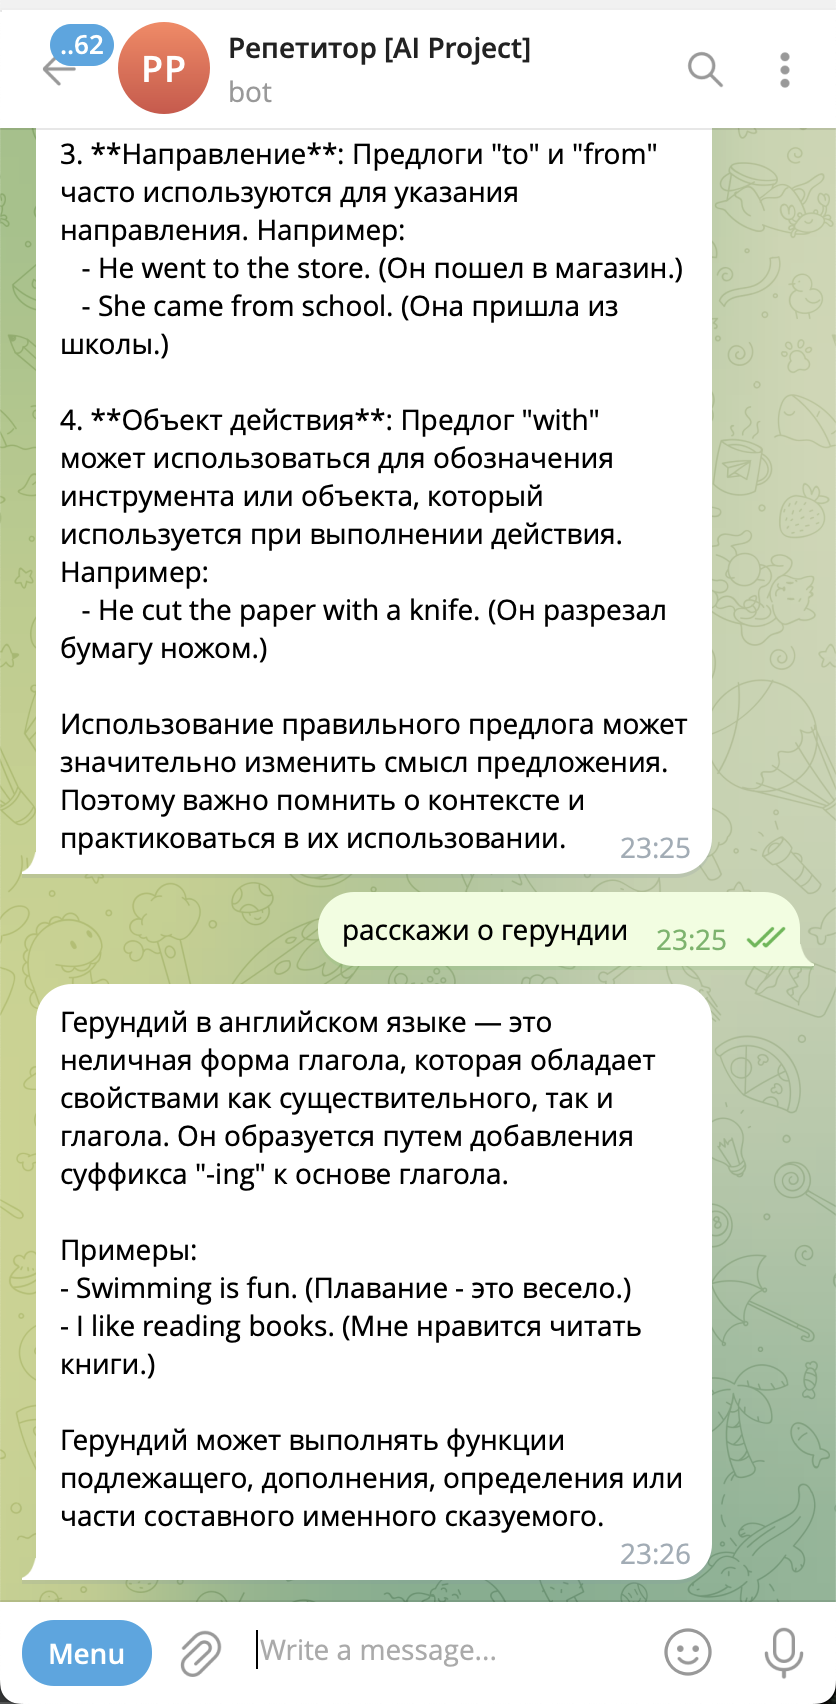 ..62
РР
Репетитор [AI Project]
bot
3. **Направление**: Предлоги "to" и "from"
часто используются для указания
направления. Например:
- He went to the store. (Он пошел в магазин.)
- She came from school. (Она пришла из
школы.)
4. **Объект действия**: Предлог "with"
может использоваться для обозначения
инструмента или объекта, который
используется при выполнении действия.
Например:
- He cut the paper with a knife. (Он разрезал
бумагу ножом.)
Использование правильного предлога может
значительно изменить смысл предложения.
Поэтому важно помнить о контексте и
практиковаться в их использовании.
23:25
расскажи о герундии 23:25
Герундий в английском языке — это
неличная форма глагола, которая обладает
свойствами как существительного, так и
глагола. Он образуется путем добавления
суффикса "-ing" к основе глагола.
Примеры:
- Swimming is fun. (Плавание - это весело.)
- I like reading books. (Мне нравится читать
книги.)
Герундий может выполнять функции
подлежащего, дополнения, определения или
части составного именного сказуемого.
23:26
Menu
Write a message...